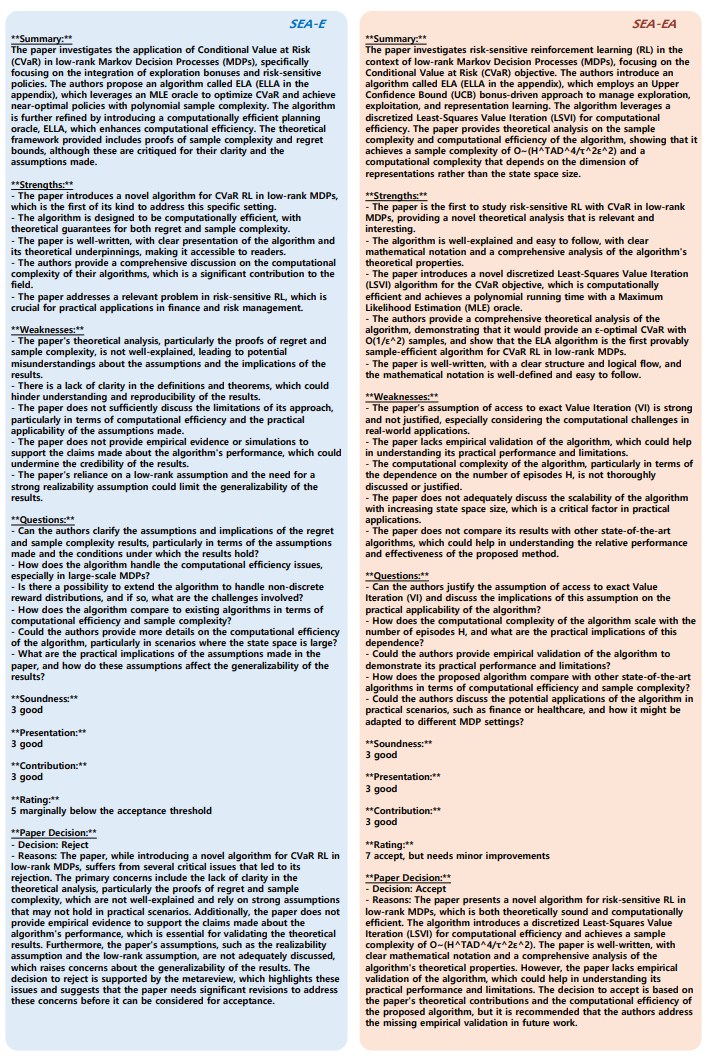 SEA-E
**Summary:**
The paper investigates the application of Conditional Value at Risk
(CVaR) in low-rank Markov Decision Processes (MDPs), specifically
focusing on the integration of exploration bonuses and risk-sensitive
policies. The authors propose an algorithm called ELA (ELLA in the
appendix), which leverages an MLE oracle to optimize CVaR and achieve
near-optimal policies with polynomial sample complexity. The algorithm
is further refined by introducing a computationally efficient planning
oracle, ELLA, which enhances computational efficiency. The theoretical
framework provided includes proofs of sample complexity and regret
bounds, although these are critiqued for their clarity and the
assumptions made.
**Strengths:**
- The paper introduces a novel algorithm for CVaR RL in low-rank MDPs,
which is the first of its kind to address this specific setting.
- The algorithm is designed to be computationally efficient, with
theoretical guarantees for both regret and sample complexity.
- The paper is well-written, with clear presentation of the algorithm and
its theoretical underpinnings, making it accessible to readers.
- The authors provide a comprehensive discussion on the computational
complexity of their algorithms, which is a significant contribution to the
field.
- The paper addresses a relevant problem in risk-sensitive RL, which is
crucial for practical applications in finance and risk management.
**Weaknesses:**
- The paper's theoretical analysis, particularly the proofs of regret and
sample complexity, is not well-explained, leading to potential
misunderstandings about the assumptions and the implications of the
results.
- There is a lack of clarity in the definitions and theorems, which could
hinder understanding and reproducibility of the results.
- The paper does not sufficiently discuss the limitations of its approach,
particularly in terms of computational efficiency and the practical
applicability of the assumptions made.
- The paper does not provide empirical evidence or simulations to
support the claims made about the algorithm's performance, which could
undermine the credibility of the results.
- The paper's reliance on a low-rank assumption and the need for a
strong realizability assumption could limit the generalizability of the
results.
**Questions:**
- Can the authors clarify the assumptions and implications of the regret
and sample complexity results, particularly in terms of the assumptions
made and the conditions under which the results hold?
- How does the algorithm handle the computational efficiency issues,
especially in large-scale MDPs?
- Is there a possibility to extend the algorithm to handle non-discrete
reward distributions, and if so, what are the challenges involved?
- How does the algorithm compare to existing algorithms in terms of
computational efficiency and sample complexity?
- Could the authors provide more details on the computational efficiency
of the algorithm, particularly in scenarios where the state space is large?
- What are the practical implications of the assumptions made in the
paper, and how do these assumptions affect the generalizability of the
results?
**Soundness:**
3 good
**Presentation:**
3 good
**Contribution:**
3 good
**Rating:**
5 marginally below the acceptance threshold
**Paper Decision:**
- Decision: Reject
- Reasons: The paper, while introducing a novel algorithm for CVaR RL in
low-rank MDPs, suffers from several critical issues that led to its
rejection. The primary concerns include the lack of clarity in the
theoretical analysis, particularly the proofs of regret and sample
complexity, which are not well-explained and rely on strong assumptions
that may not hold in practical scenarios. Additionally, the paper does not
provide empirical evidence to support the claims made about the
algorithm's performance, which is essential for validating the theoretical
results. Furthermore, the paper's assumptions, such as the realizability
assumption and the low-rank assumption, are not adequately discussed,
which raises concerns about the generalizability of the results. The
decision to reject is supported by the metareview, which highlights these
issues and suggests that the paper needs significant revisions to address
these concerns before it can be considered for acceptance.
SEA-EA
**Summary:**
The paper investigates risk-sensitive reinforcement learning (RL) in the
context of low-rank Markov Decision Processes (MDPs), focusing on the
Conditional Value at Risk (CVaR) objective. The authors introduce an
algorithm called ELA (ELLA in the appendix), which employs an Upper
Confidence Bound (UCB) bonus-driven approach to manage exploration,
exploitation, and representation learning. The algorithm leverages a
discretized Least-Squares Value Iteration (LSVI) for computational
efficiency. The paper provides theoretical analysis on the sample
complexity and computational efficiency of the algorithm, showing that it
achieves a sample complexity of O~(H^TAD^4/τ^2ε^2) and a
computational complexity that depends on the dimension of
representations rather than the state space size.
**Strengths:**
- The paper is the first to study risk-sensitive RL with CVaR in low-rank
MDPs, providing a novel theoretical analysis that is relevant and
interesting.
- The algorithm is well-explained and easy to follow, with clear
mathematical notation and a comprehensive analysis of the algorithm's
theoretical properties.
- The paper introduces a novel discretized Least-Squares Value Iteration
(LSVI) algorithm for the CVaR objective, which is computationally
efficient and achieves a polynomial running time with a Maximum
Likelihood Estimation (MLE) oracle.
- The authors provide a comprehensive theoretical analysis of the
algorithm, demonstrating that it would provide an ε-optimal CVaR with
O(1/ε^2) samples, and show that the ELA algorithm is the first provably
sample-efficient algorithm for CVaR RL in low-rank MDPs.
- The paper is well-written, with a clear structure and logical flow, and
the mathematical notation is well-defined and easy to follow.
**Weaknesses:**
- The paper's assumption of access to exact Value Iteration (VI) is strong
and not justified, especially considering the computational challenges in
real-world applications.
- The paper lacks empirical validation of the algorithm, which could help
in understanding its practical performance and limitations.
- The computational complexity of the algorithm, particularly in terms of
the dependence on the number of episodes H, is not thoroughly
discussed or justified.
- The paper does not adequately discuss the scalability of the algorithm
with increasing state space size, which is a critical factor in practical
applications.
- The paper does not compare its results with other state-of-the-art
algorithms, which could help in understanding the relative performance
and effectiveness of the proposed method.
**Questions:**
- Can the authors justify the assumption of access to exact Value
Iteration (VI) and discuss the implications of this assumption on the
practical applicability of the algorithm?
- How does the computational complexity of the algorithm scale with the
number of episodes H, and what are the practical implications of this
dependence?
- Could the authors provide empirical validation of the algorithm to
demonstrate its practical performance and limitations?
- How does the proposed algorithm compare with other state-of-the-art
algorithms in terms of computational efficiency and sample complexity?
- Could the authors discuss the potential applications of the algorithm in
practical scenarios, such as finance or healthcare, and how it might be
adapted to different MDP settings?
**Soundness:**
3 good
**Presentation:**
3 good
**Contribution:**
3 good
**Rating:**
7 accept, but needs minor improvements
**Paper Decision:**
- Decision: Accept
- Reasons: The paper presents a novel algorithm for risk-sensitive RL in
low-rank MDPs, which is both theoretically sound and computationally
efficient. The algorithm introduces a discretized Least-Squares Value
Iteration (LSVI) for computational efficiency and achieves a sample
complexity of O~(H^TAD^4/τ^2ε^2). The paper is well-written, with
clear mathematical notation and a comprehensive analysis of the
algorithm's theoretical properties. However, the paper lacks empirical
validation of the algorithm, which could help in understanding its
practical performance and limitations. The decision to accept is based on
the paper's theoretical contributions and the computational efficiency of
the proposed algorithm, but it is recommended that the authors address
the missing empirical validation in future work.